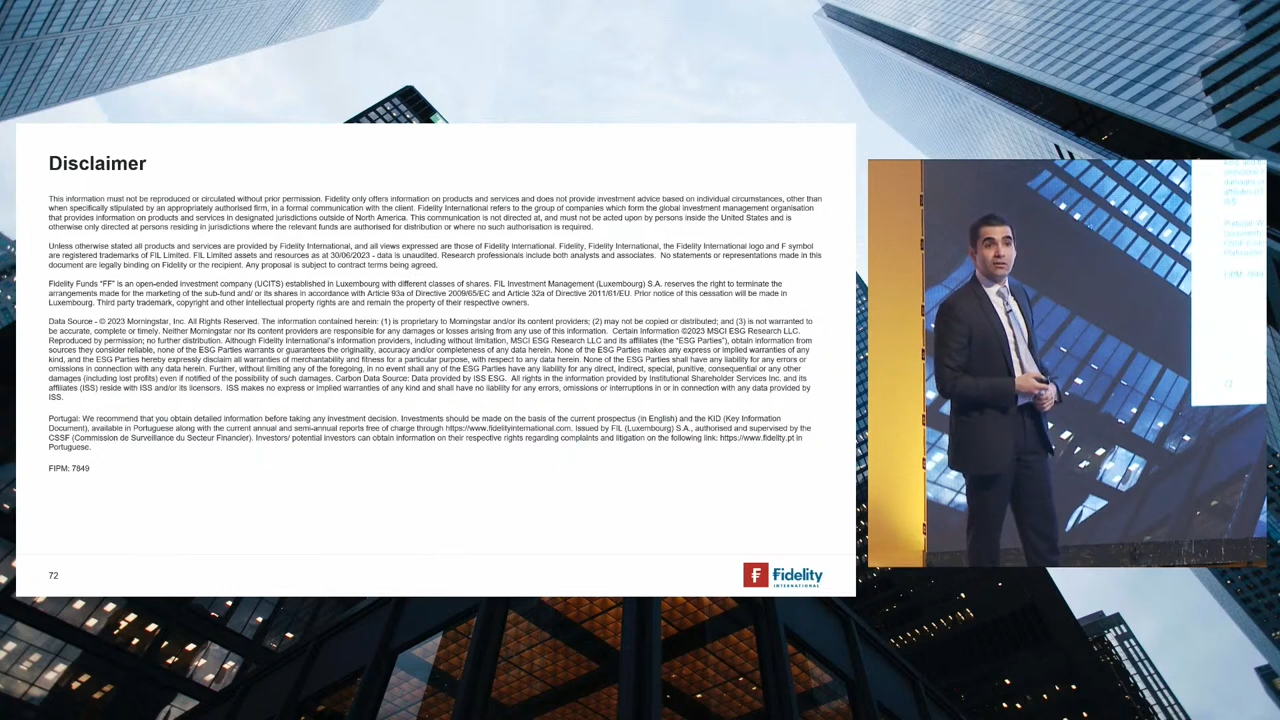 Disclaimer
This information must not be reproduced or circulated without prior permission. Fidelity only offers information on products and services and does not provide investment advice based on individual circumstances, other than
when specifically stipulated by an appropriately authorised firm, in a formal communication with the client. Fidelity International refers to the group of companies which form the global investment management organisation
that provides information on products and services in designated jurisdictions outside of North America. This communication is not directed at, and must not be acted upon by persons inside the United States and is
otherwise only directed at persons residing in jurisdictions where the relevant funds are authorised for distribution or where no such authorisation is required.
Unless otherwise stated all products and services are provided by Fidelity International, and all views expressed are those of Fidelity International. Fidelity, Fidelity International, the Fidelity International logo and F symbol
are registered trademarks of FIL Limited. FIL Limited assets and resources as at 30/06/2023 - data is unaudited. Research professionals include both analysts and associates. No statements or representations made in this
document are legally binding on Fidelity or the recipient. Any proposal is subject to contract terms being agreed.
Fidelity Funds "FF" is an open-ended investment company (UCITS) established in Luxembourg with different classes of shares. FIL Investment Management (Luxembourg) S.A. reserves the right to terminate the
arrangements made for the marketing of the sub-fund and/ or its shares in accordance with Article 93a of Directive 2009/65/EC and Article 32a of Directive 2011/61/EU. Prior notice of this cessation will be made in
Luxembourg. Third party trademark, copyright and other intellectual property rights are and remain the property of their respective owners.
Data Source - © 2023 Morningstar, Inc. All Rights Reserved. The information contained herein: (1) is proprietary to Morningstar and/or its content providers; (2) may not be copied or distributed; and (3) is not warranted to
be accurate, complete or timely. Neither Morningstar nor its content providers are responsible for any damages or losses arising from any use of this information. Certain Information ©2023 MSCI ESG Research LLC.
Reproduced by permission; no further distribution. Although Fidelity International's information providers, including without limitation, MSCI ESG Research LLC and its affiliates (the "ESG Parties"), obtain information from
sources they consider reliable, none of the ESG Parties warrants or guarantees the originality, accuracy and/or completeness of any data herein. None of the ESG Parties makes any express or implied warranties of any
kind, and the ESG Parties hereby expressly disclaim all warranties of merchantability and fitness for a particular purpose, with respect to any data herein. None of the ESG Parties shall have any liability for any errors or
omissions in connection with any data herein. Further, without limiting any of the foregoing, in no event shall any of the ESG Parties have any liability for any direct, indirect, special, punitive, consequential or any other
damages (including lost profits) even if notified of the possibility of such damages. Carbon Data Source: Data provided by ISS ESG. All rights in the information provided by Institutional Shareholder Services Inc. and its
affiliates (ISS) reside with ISS and/or its licensors. ISS makes no express or implied warranties of any kind and shall have no liability for any errors, omissions or interruptions in or in connection with any data provided by
ISS.
Portugal: We recommend that you obtain detailed information before taking any investment decision. Investments should be made on the basis of the current prospectus (in English) and the KID (Key Information
Document), available in Portuguese along with the current annual and semi-annual reports free of charge through https://www.fidelityinternational.com. Issued by FIL (Luxembourg) S.A., authorised and supervised by the
CSSF (Commission de Surveillance du Sector Financier). Investors/ potential investors can obtain information on their respective rights regarding complaints and litigation on the following link: https://www.fidelity.pt in
Portuguese.
FIPM: 7849
72
F Fidelity
INTERNATIONAL